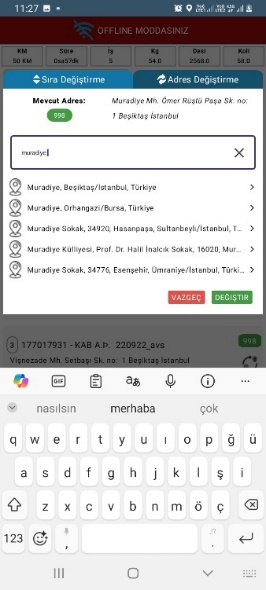 11:27
OFFLINE MODDASINIZ
KM Süre İş Kg Desi Koli
50 KM 0sa57dk 5 54.0 2560.0 58.0
Sıra Değiştirme Adres Değiştirme
Mevcut Adres: Muradiye Mh. Ömer Rüştü Paşa Sk. no:
998 1 Beşiktaş İstanbul
muradiye
Muradiye, Beşiktaş/İstanbul, Türkiye
Muradiye, Orhangazi/Bursa, Türkiye
Muradiye Sokak, 34920, Hasanpaşa, Sultanbeyli/İstanbul, T...
Muradiye Külliyesi, Prof. Dr. Halil İnalcık Sokak, 16020, Mur...
Muradiye Sokak, 34776, Esenşehir, Ümraniye/İstanbul, Türki...
VAZGEÇ DEĞİŞTİR
3 177017931 - KAB A.Þ. 220922_avo 998
Vişnezade Mh. Setbaşı Sk. no: 1 Beşiktaş İstanbul
GIF
nasılsın merhaba çok
q w e r t y u ı o p ğ ü
a s d f g h j k l ş i
z x c v b n m ö ç
123 , .